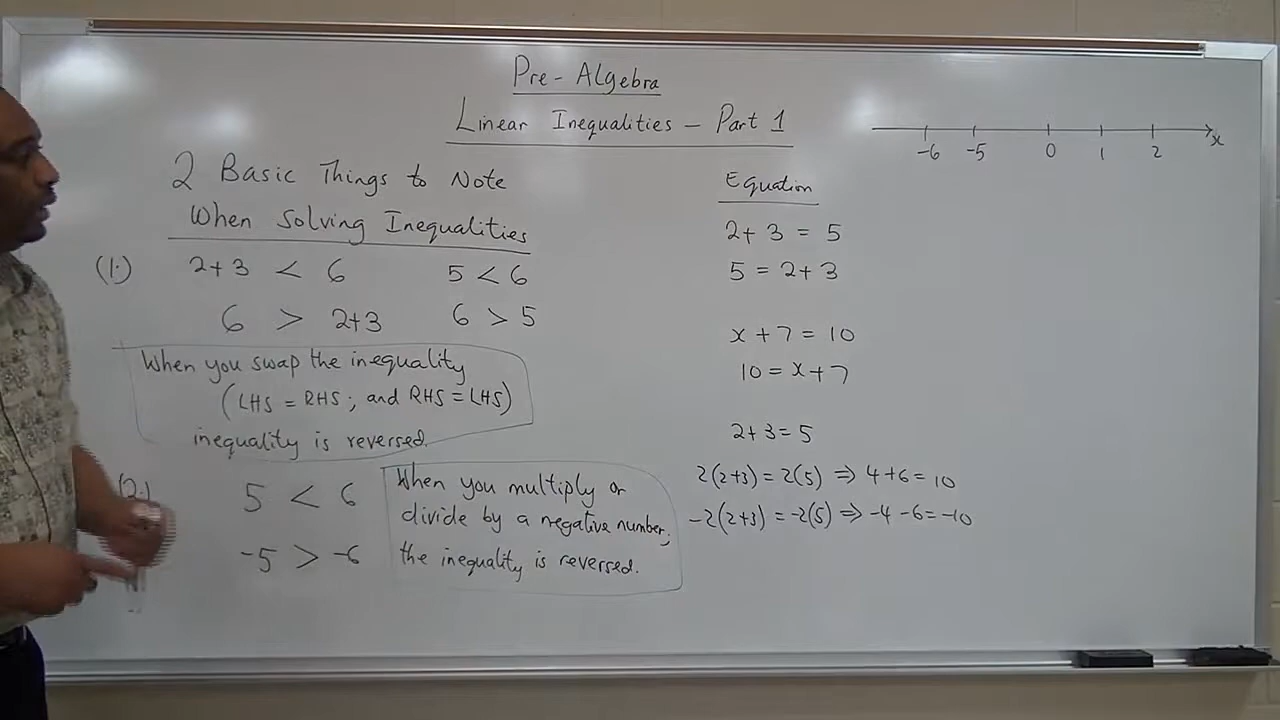 Pre-Algebra
Linear Inequalities - Part 1
2 Basic Things to Note
When Solving Inequalities
(1.) 2+3 < 6 5 < 6
6 > 2+3 6 > 5
When you swap the inequality
(LHS = RHS; and RHS = LHS)
inequality is reversed.
(2.) 5 < 6
-5 > -6
When you multiply or
divide by a negative number;
the inequality is reversed.
Equation
2+3 = 5
5 = 2+3
x+7 = 10
10 = x+7
2+3=5
2(2+3) = 2(5) ⇒ 4+6=10
-2(2+3) = -2(5) ⇒ -4-6=-10
-6 -5 0 1 2 x